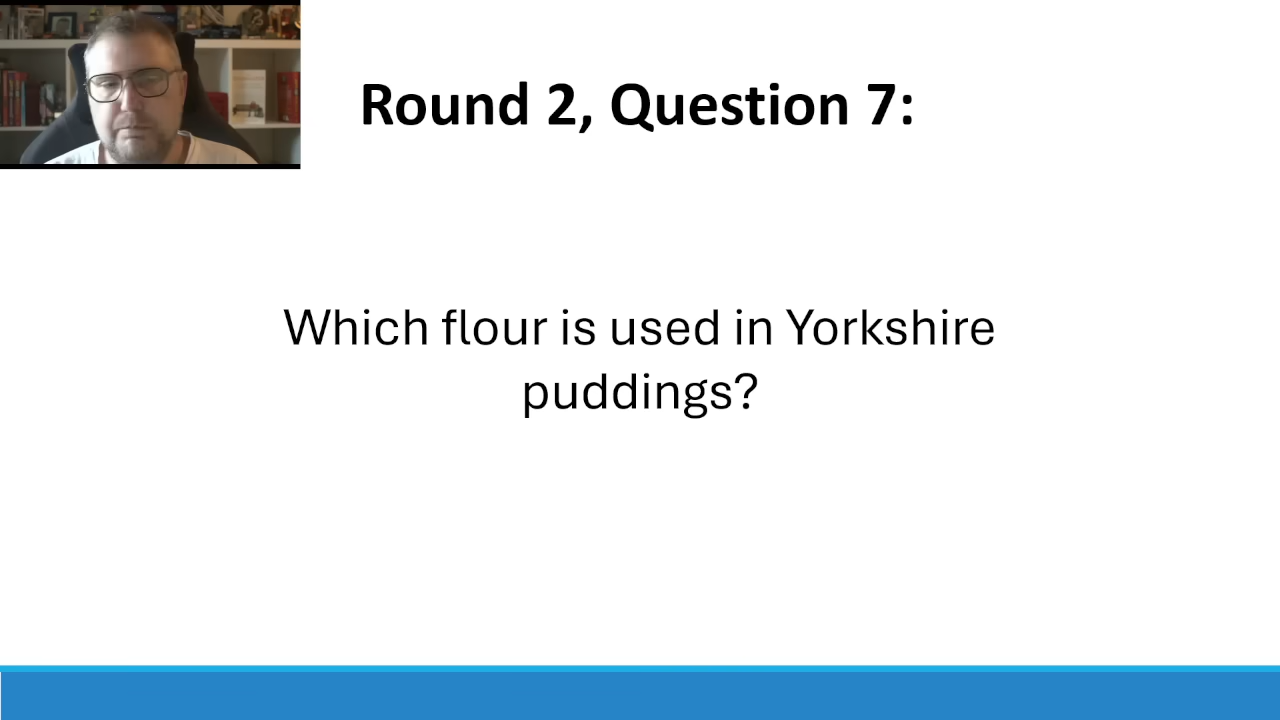 Round 2, Question 7:
Which flour is used in Yorkshire
puddings?